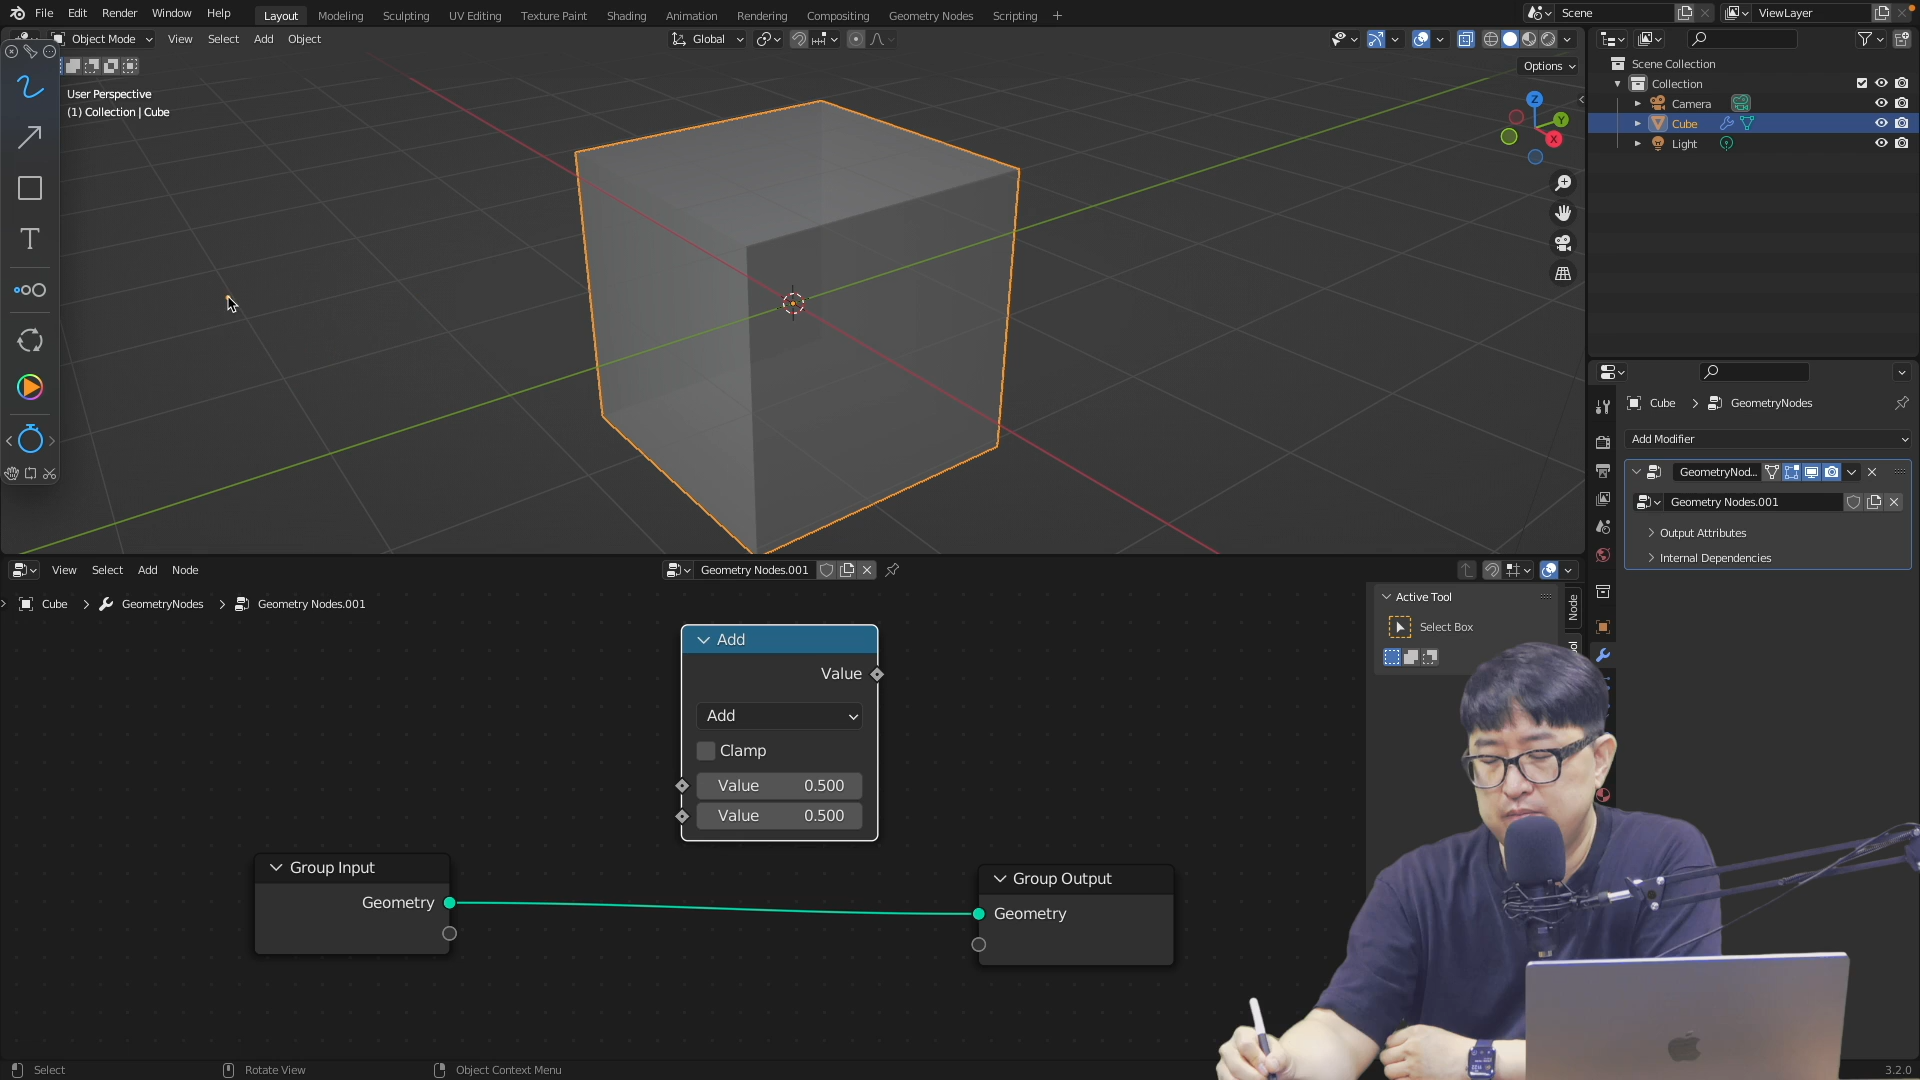 File Edit Render Window Help
Layout Modeling Sculpting UV Editing Texture Paint Shading Animation Rendering Compositing Geometry Nodes Scripting +
Scene
ViewLayer
Object Mode View Select Add Object
Global
Options
User Perspective
(1) Collection | Cube
Z
Y
X
T
Scene Collection
Collection
Camera
Cube
Light
Cube > GeometryNodes
Add Modifier
GeometryNod...
Geometry Nodes.001
Output Attributes
Internal Dependencies
View Select Add Node
Geometry Nodes.001
Cube > GeometryNodes > Geometry Nodes.001
Active Tool
Select Box
Node
Add
Value
Add
Clamp
Value 0.500
Value 0.500
Group Input
Geometry
Group Output
Geometry
Select
Rotate View
Object Context Menu
3.2.0